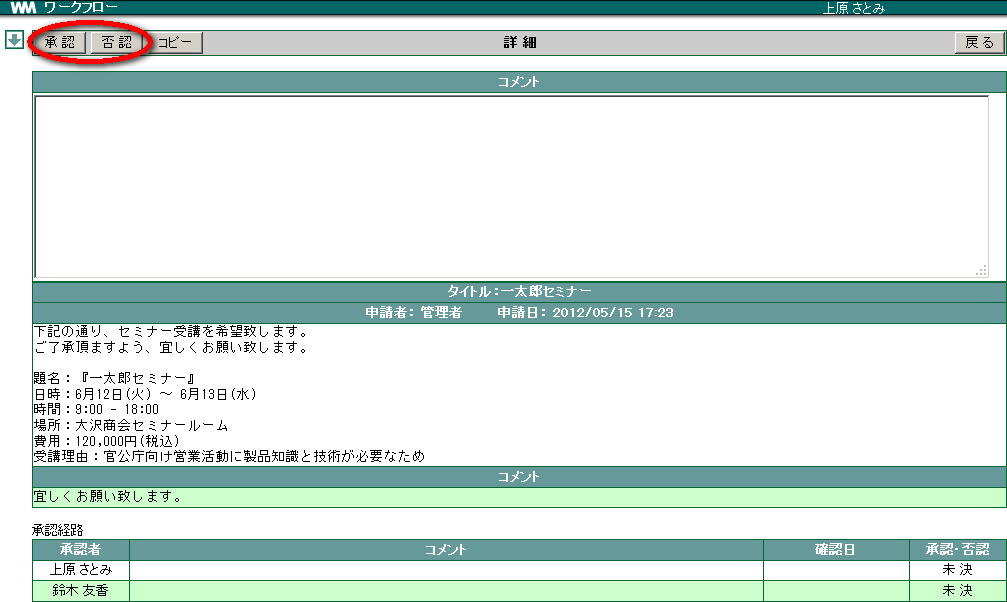 WM ワークフロー 上原 さとみ
承 認 否 認 コピー 詳 細 戻 る
コメント
タイトル：一太郎セミナー
申請者： 管理者 申請日： 2012/05/15 17:23
下記の通り、セミナー受講を希望致します。
ご了承頂ますよう、宜しくお願い致します。
題名：『一太郎セミナー』
日時：6月12日(火) ～ 6月13日(水)
時間：9:00 - 18:00
場所：大沢商会セミナールーム
費用：120,000円(税込)
受講理由：官公庁向け営業活動に製品知識と技術が必要なため
コメント
宜しくお願い致します。
承認経路
承認者 コメント 確認日 承認・否認
上原 さとみ 未 決
鈴木 友香 未 決